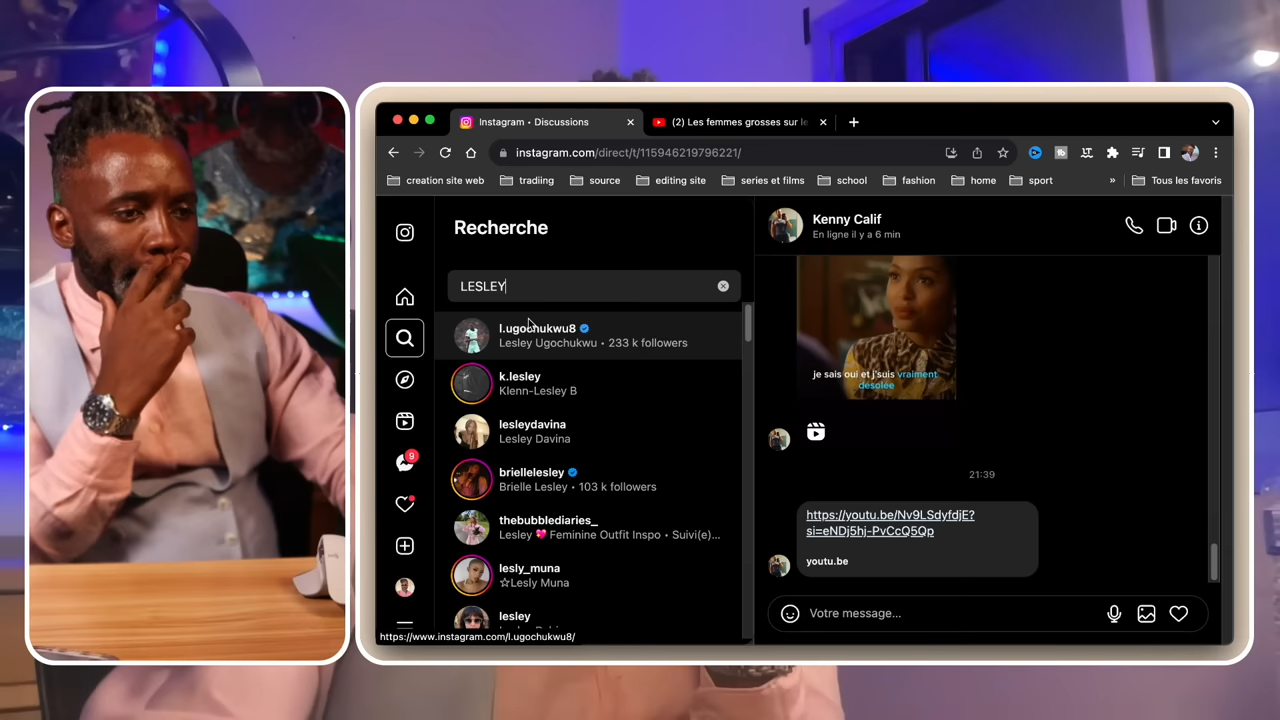 Instagram • Discussions
(2) Les femmes grosses sur le
instagram.com/direct/t/115946219796221/
creation site web
tradiing
source
editing site
series et films
school
fashion
home
sport
»
Tous les favoris
Recherche
LESLEY
l.ugochukwu8
Lesley Ugochukwu • 233 k followers
k.lesley
Klenn-Lesley B
lesleydavina
Lesley Davina
briellelesley
Brielle Lesley • 103 k followers
thebubblediaries_
Lesley 💖 Feminine Outfit Inspo • Suivi(e)...
lesly_muna
☆Lesly Muna
lesley
9
https://www.instagram.com/l.ugochukwu8/
Kenny Calif
En ligne il y a 6 min
je sais oui et j'suis vraiment
désolée
21:39
https://youtu.be/Nv9LSdyfdjE?
si=eNDj5hj-PvCcQ5Qp
youtu.be
Votre message...